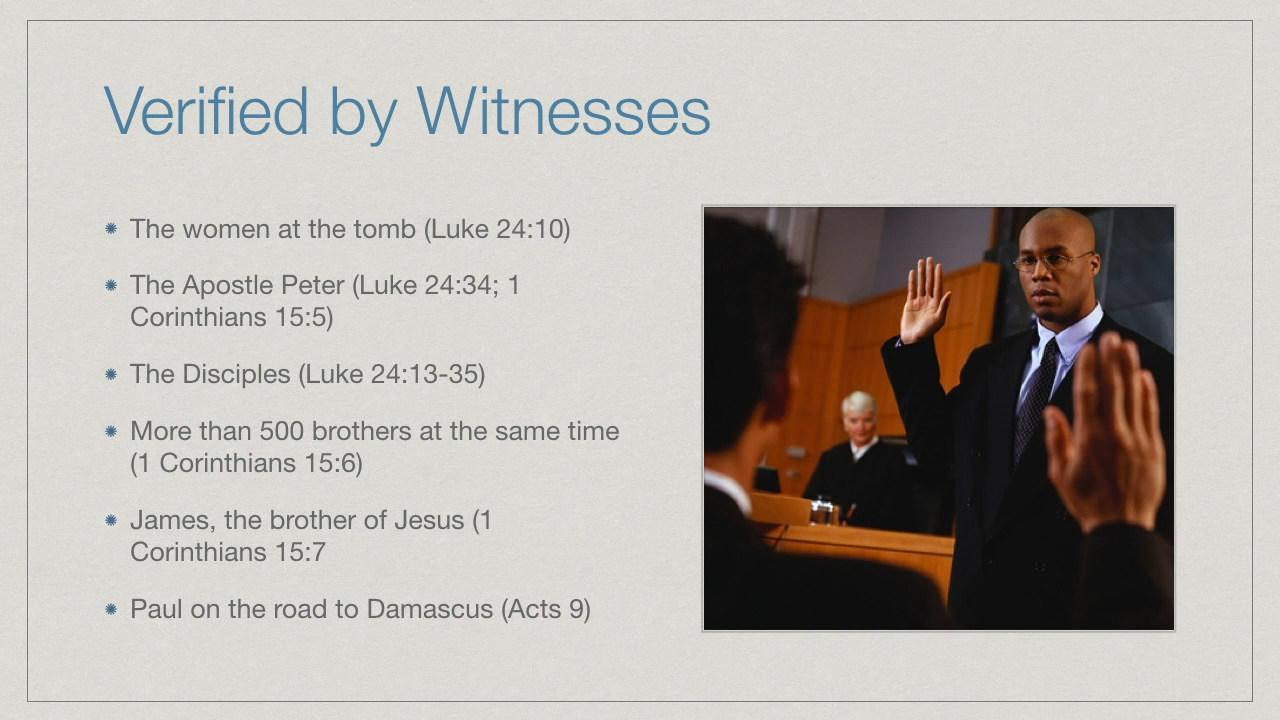 Verified by Witnesses
The women at the tomb (Luke 24:10)
The Apostle Peter (Luke 24:34; 1
Corinthians 15:5)
The Disciples (Luke 24:13-35)
More than 500 brothers at the same time
(1 Corinthians 15:6)
James, the brother of Jesus (1
Corinthians 15:7
Paul on the road to Damascus (Acts 9)